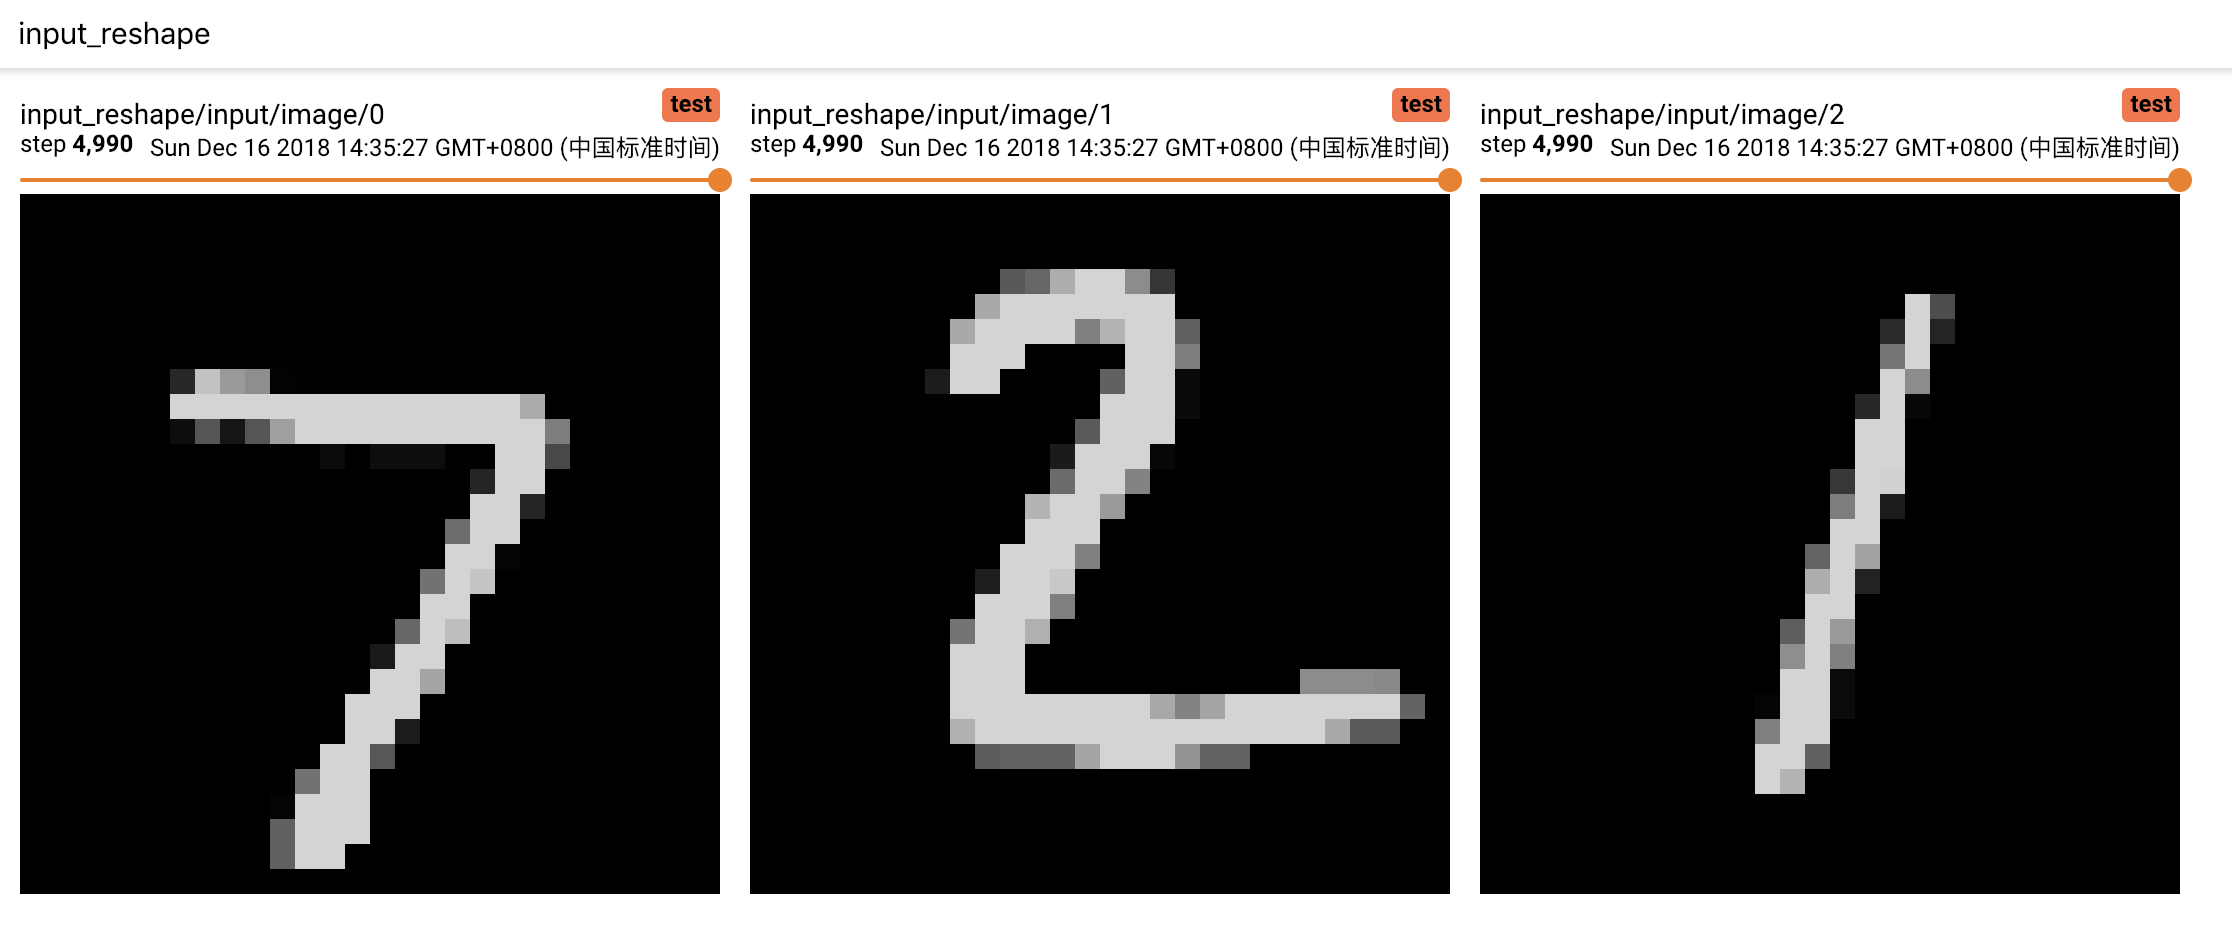 input_reshape
input_reshape/input/image/0
test
step 4,990 Sun Dec 16 2018 14:35:27 GMT+0800 (中国标准时间)
input_reshape/input/image/1
test
step 4,990 Sun Dec 16 2018 14:35:27 GMT+0800 (中国标准时间)
input_reshape/input/image/2
test
step 4,990 Sun Dec 16 2018 14:35:27 GMT+0800 (中国标准时间)
7
2
1